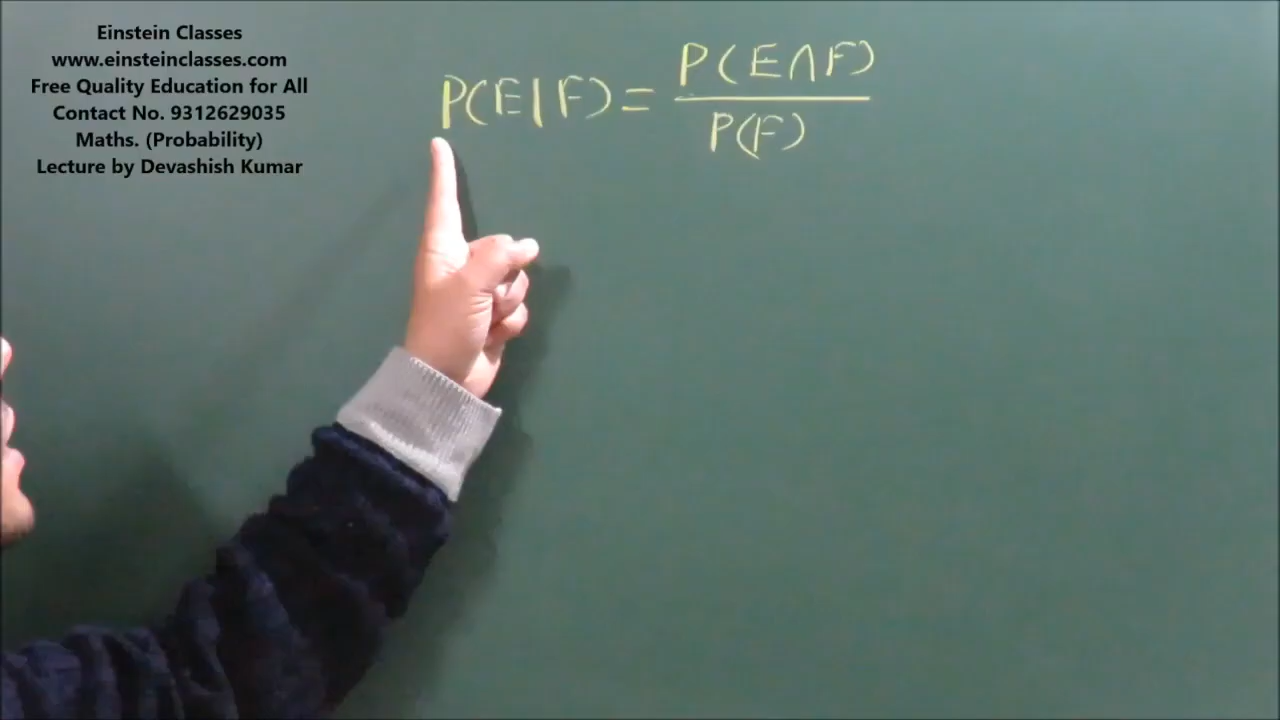 Einstein Classes
www.einsteinclasses.com
Free Quality Education for All
Contact No. 9312629035
Maths. (Probability)
Lecture by Devashish Kumar
P(E|F) = P(E∩F)
P(F)